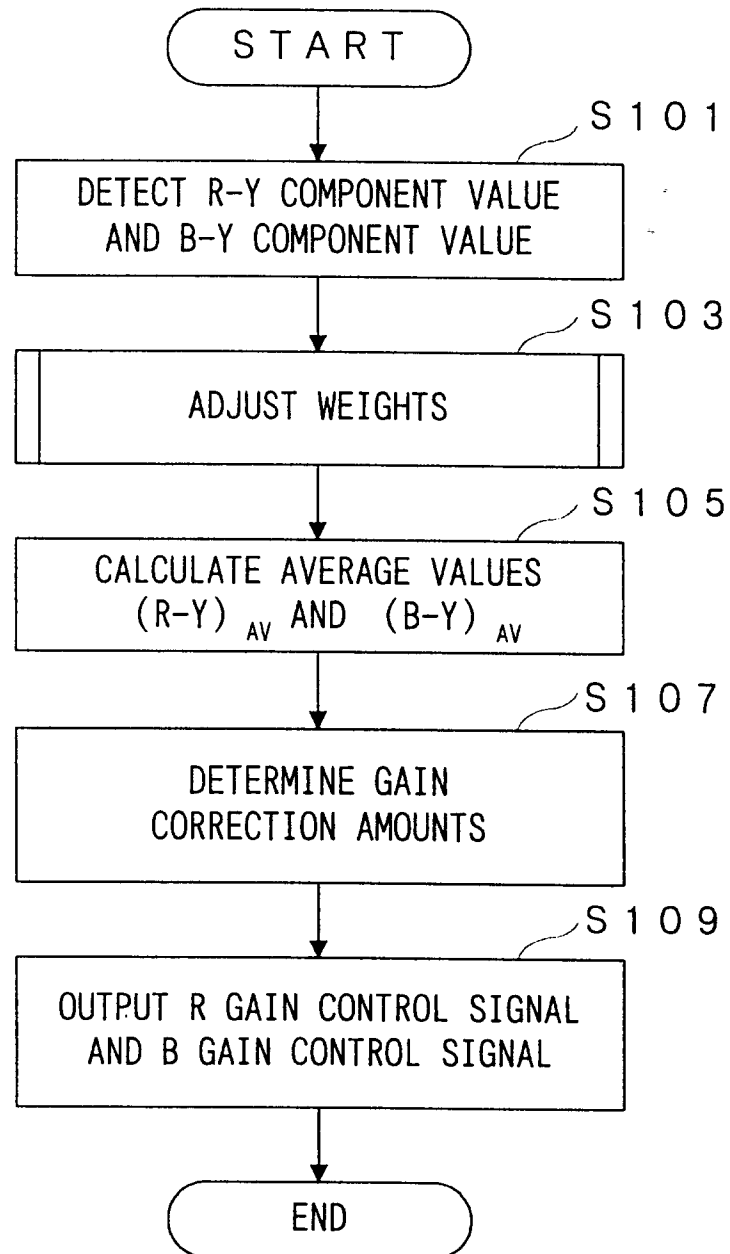 START
S101
DETECT R-Y COMPONENT VALUE
AND B-Y COMPONENT VALUE
S103
ADJUST WEIGHTS
S105
CALCULATE AVERAGE VALUES
(R-Y) AV AND (B-Y) AV
S107
DETERMINE GAIN
CORRECTION AMOUNTS
S109
OUTPUT R GAIN CONTROL SIGNAL
AND B GAIN CONTROL SIGNAL
END